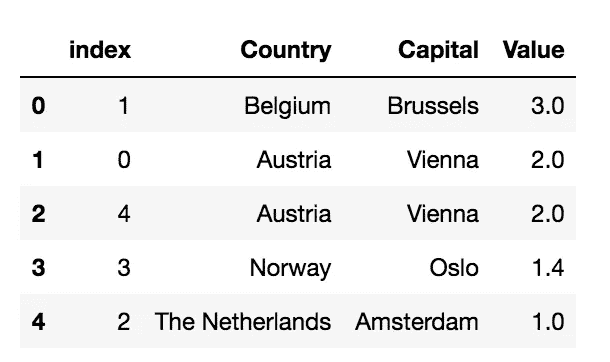 index Country Capital Value
0 1 Belgium Brussels 3.0
1 0 Austria Vienna 2.0
2 4 Austria Vienna 2.0
3 3 Norway Oslo 1.4
4 2 The Netherlands Amsterdam 1.0